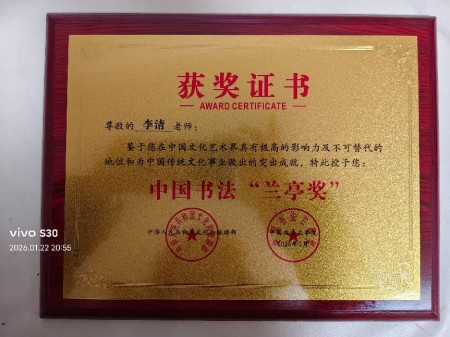 获奖证书
AWARD CERTIFICATE
尊敬的 李清 老师：
鉴于您在中国文化艺术界具有极高的影响力及不可替代的
地位和为中国传统文化事业做出的突出成就，特此授予您：
中国书法“兰亭奖”
vivo S30
2026.01.22 20:55